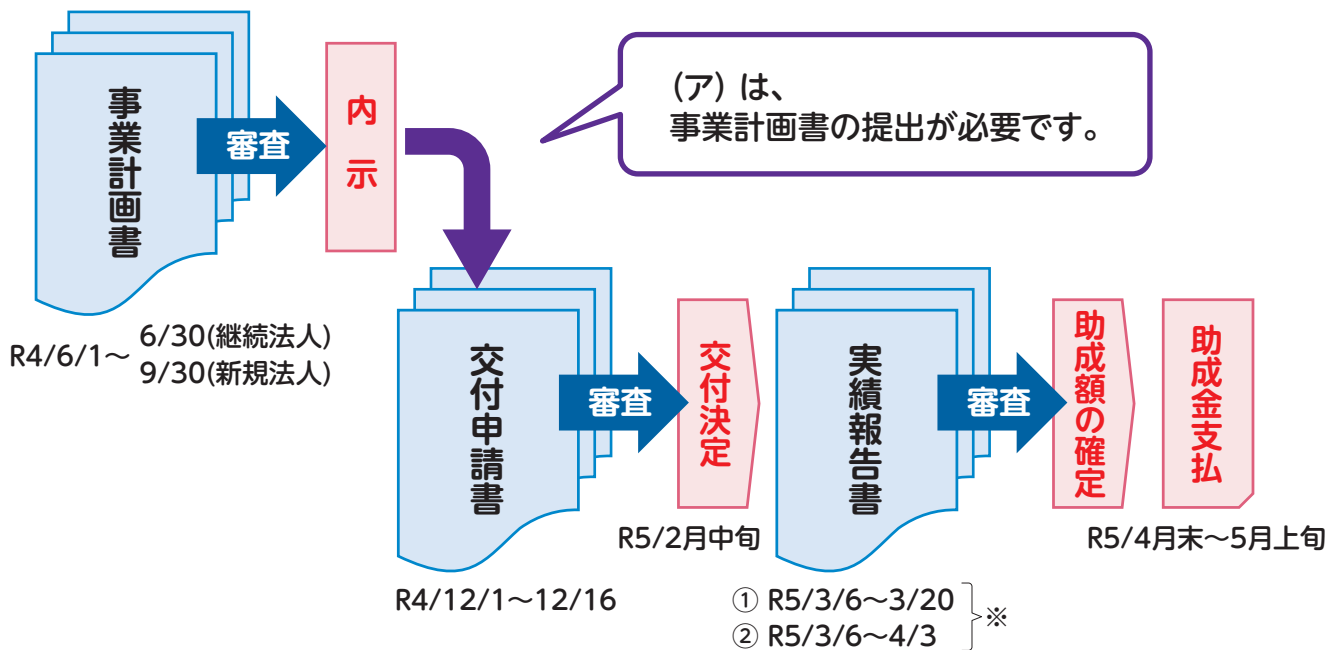 事業計画書
審査
内示
(ア)は、
事業計画書の提出が必要です。
R4/6/1～
6/30(継続法人)
9/30(新規法人)
交付申請書
審査
交付決定
実績報告書
審査
助成額の確定
助成金支払
R5/2月中旬
R5/4月末～5月上旬
R4/12/1～12/16
① R5/3/6～3/20
② R5/3/6～4/3
※